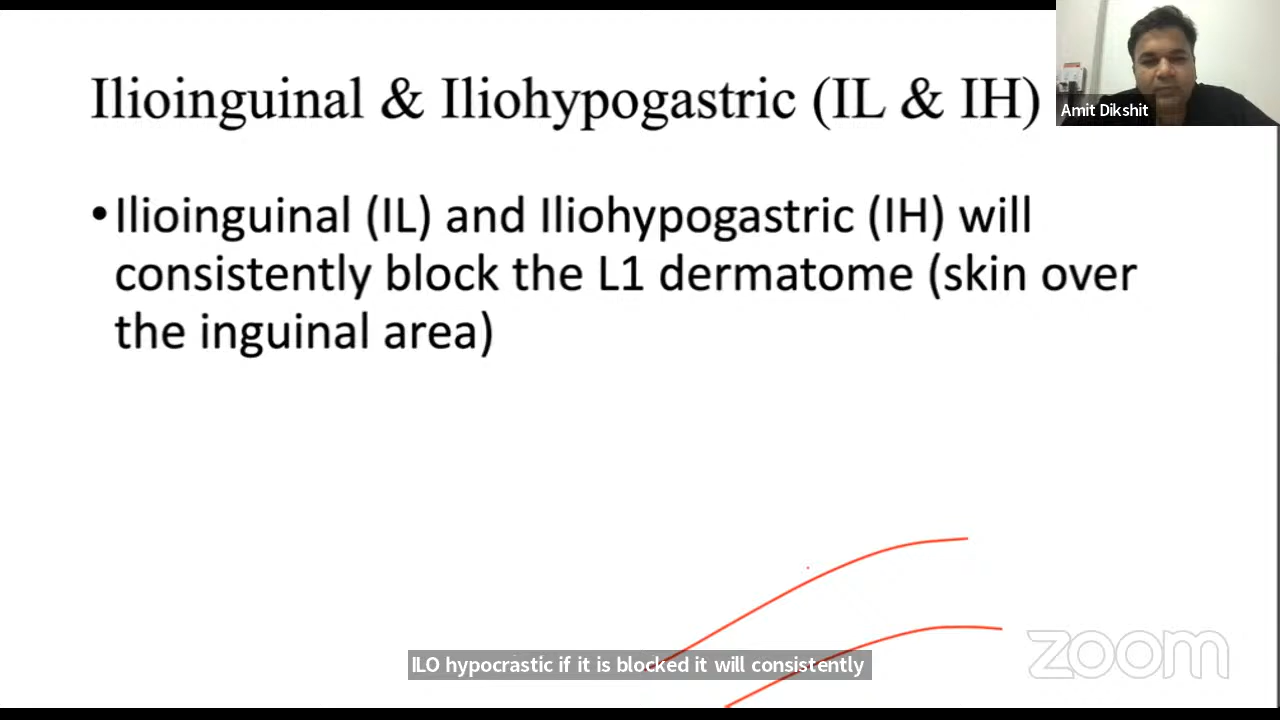 Ilioinguinal & Iliohypogastric (IL & IH)
Amit Dikshit
•Ilioinguinal (IL) and Iliohypogastric (IH) will
consistently block the L1 dermatome (skin over
the inguinal area)
ILO hypocrastic if it is blocked it will consistently
zoom